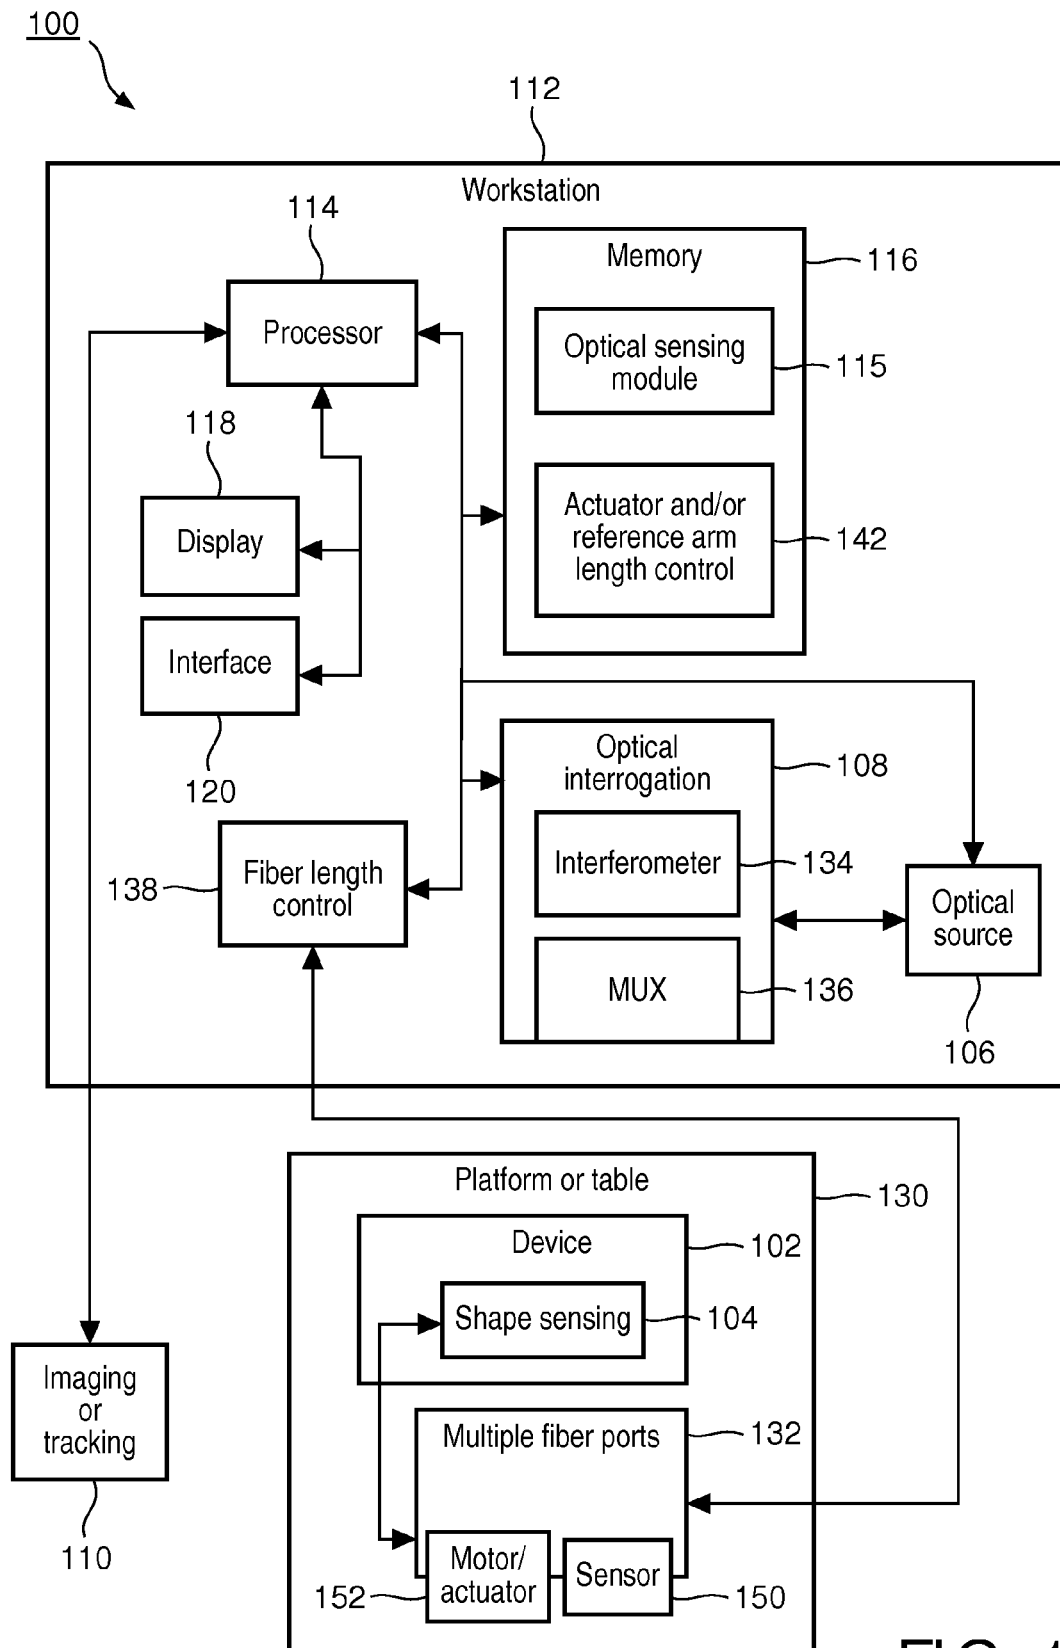 100
112
Workstation
114
Memory
116
Processor
Optical sensing
module
115
118
Display
Actuator and/or
reference arm
length control
142
Interface
120
Optical
interrogation
108
Fiber length
control
138
Interferometer
134
Optical
source
MUX
136
106
Platform or table
130
Device
102
Shape sensing
104
Imaging
or
tracking
110
Multiple fiber ports
132
Motor/
actuator
152
Sensor
150